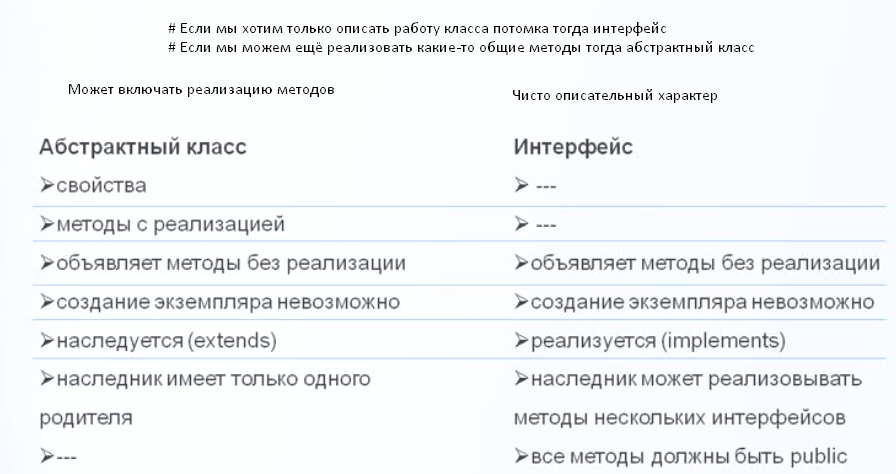 # Если мы хотим только описать работу класса потомка тогда интерфейс
# Если мы можем ещё реализовать какие-то общие методы тогда абстрактный класс
Может включать реализацию методов
Чисто описательный характер
Абстрактный класс
Интерфейс
➢свойства
➢ ---
➢методы с реализацией
➢ ---
➢объявляет методы без реализации
➢объявляет методы без реализации
➢создание экземпляра невозможно
➢создание экземпляра невозможно
➢наследуется (extends)
➢реализуется (implements)
➢наследник имеет только одного
родителя
➢наследник может реализовывать
методы нескольких интерфейсов
➢---
➢все методы должны быть public